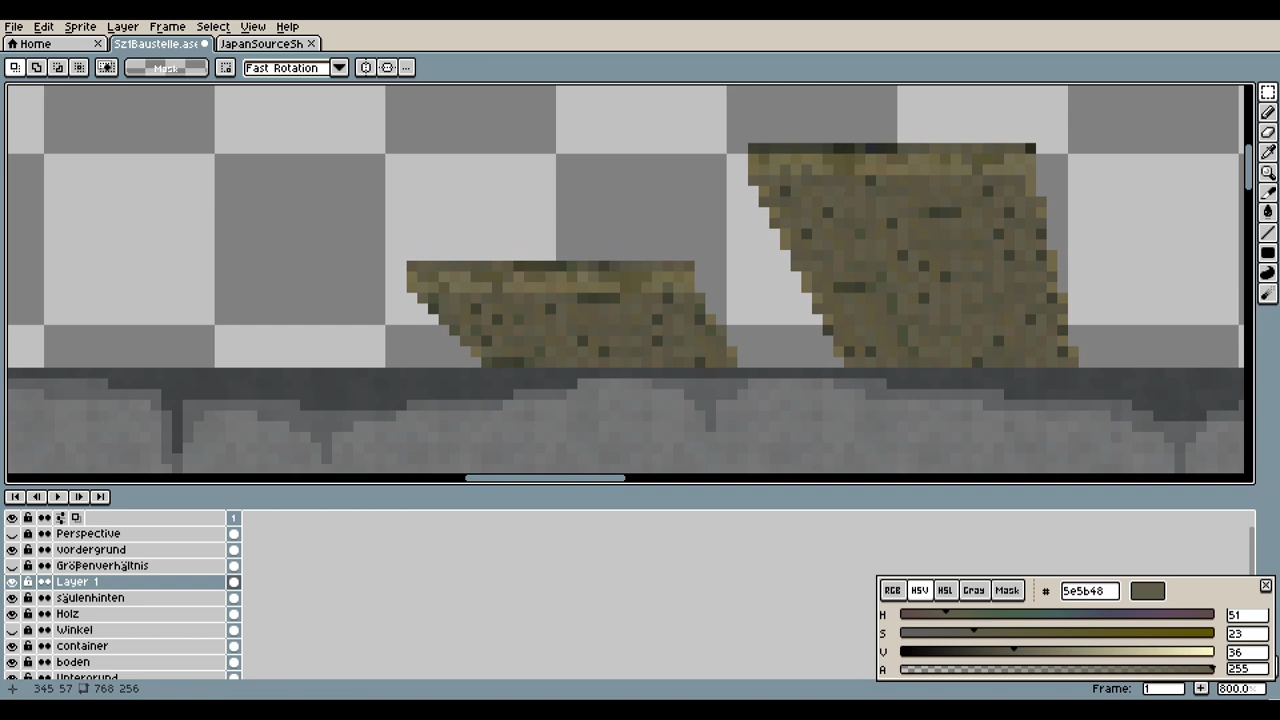 File Edit Sprite Layer Frame Select View Help
Home Sz1Baustelle.ase JapanSourceSh
Mask Fast Rotation ...
1
Perspective
vordergrund
Größenverhältnis
Layer 1
säulenhinten
Holz
Winkel
container
boden
Untergrund
RGB HSV HSL Gray Mask # 5e5b48
H 51
S 23
V 36
A 255
345 57 768 256 Frame: 1 + 800.0